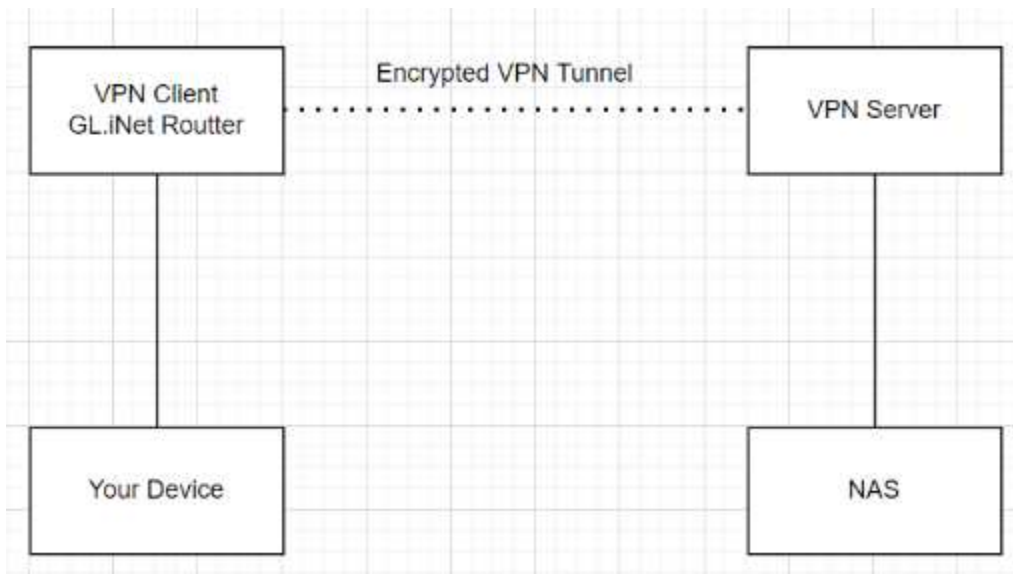 VPN Client
GL.iNet Routter
Encrypted VPN Tunnel
VPN Server
Your Device
NAS